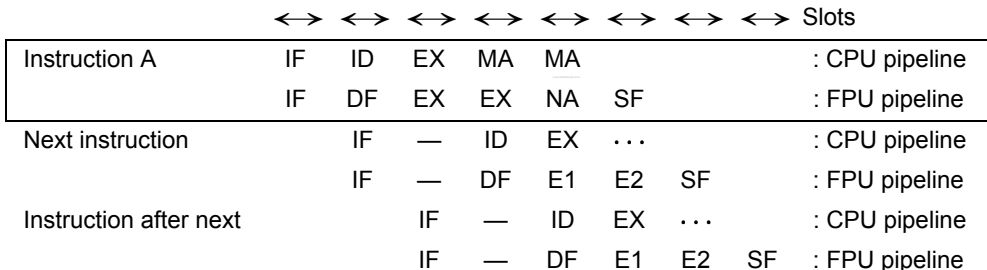 ←→ ←→ ←→ ←→ ←→ ←→ ←→ ←→ Slots
Instruction A IF ID EX MA MA : CPU pipeline
IF DF EX EX NA SF : FPU pipeline
Next instruction IF — ID EX ··· : CPU pipeline
IF — DF E1 E2 SF : FPU pipeline
Instruction after next IF — ID EX ··· : CPU pipeline
IF — DF E1 E2 SF : FPU pipeline